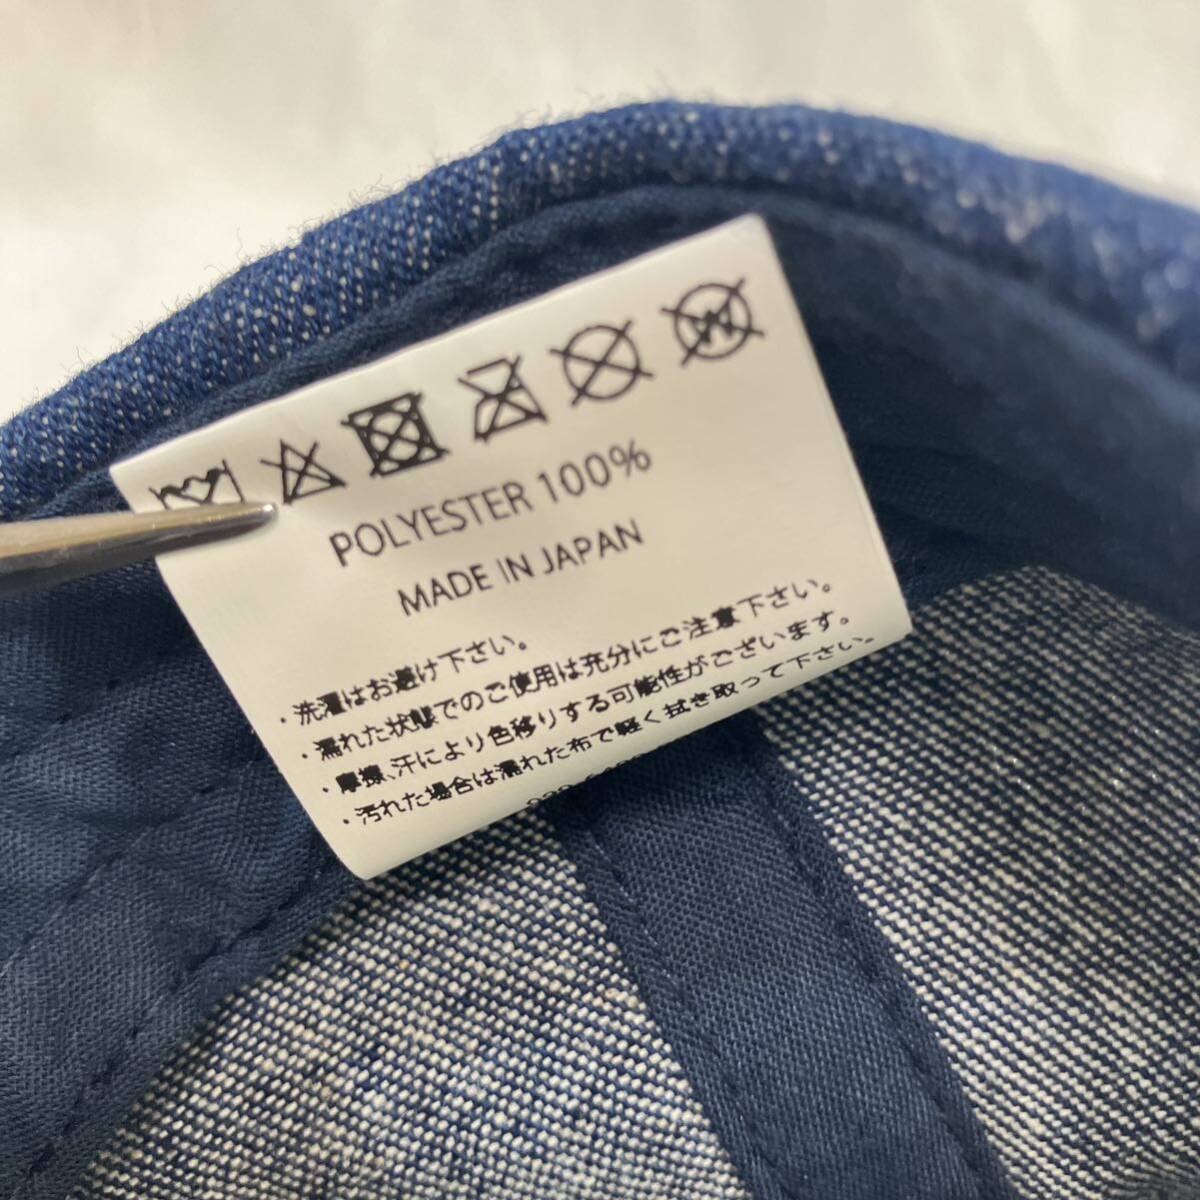 POLYESTER 100%
MADE IN JAPAN
・洗濯はお避け下さい。
・濡れた状態でのご使用は充分にご注意下さい。
・摩擦、汗により色移りする可能性がございます。
・汚れた場合は濡れた布で軽く拭き取って下さい。